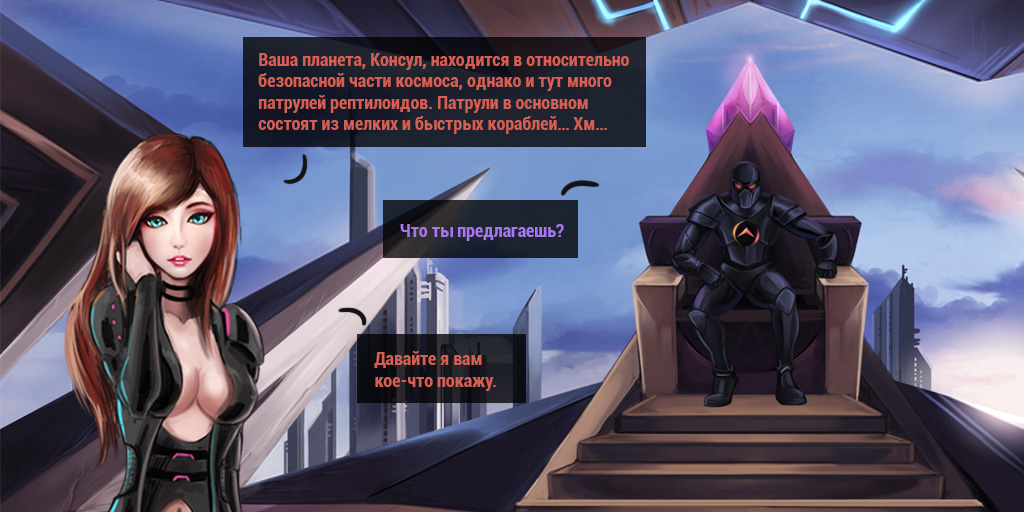 Ваша планета, Консул, находится в относительно
безопасной части космоса, однако и тут много
патрулей рептилоидов. Патрули в основном
состоят из мелких и быстрых кораблей... Хм...
Что ты предлагаешь?
Давайте я вам
кое-что покажу.